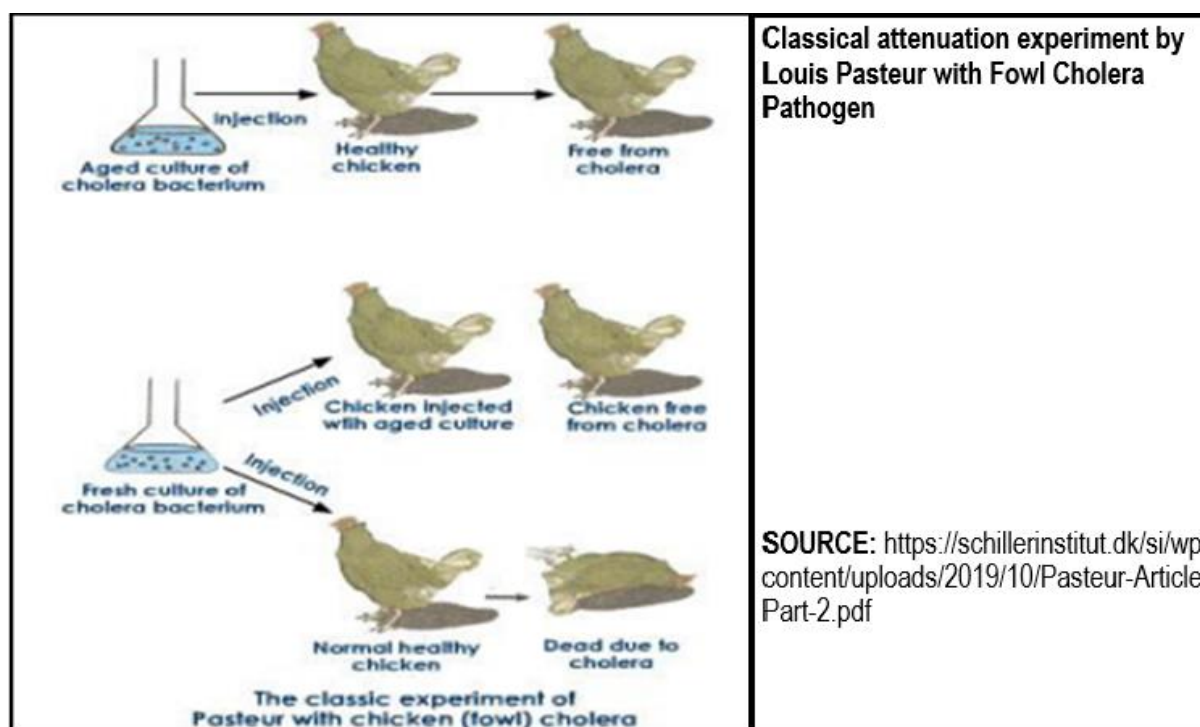 Classical attenuation experiment by
Louis Pasteur with Fowl Cholera
Pathogen
Injection
Aged culture of
cholera bacterium
Healthy
chicken
Free from
cholera
Injection
Chicken injected
wfih aged culture
Chicken free
from cholera
Fresh culture of
cholera bacterium
Injection
Normal healthy
chicken
Dead due to
cholera
The classic experiment of
Pasteur with chicken (fowl) cholera
SOURCE: https://schillerinstitut.dk/si/wp
content/uploads/2019/10/Pasteur-Article
Part-2.pdf